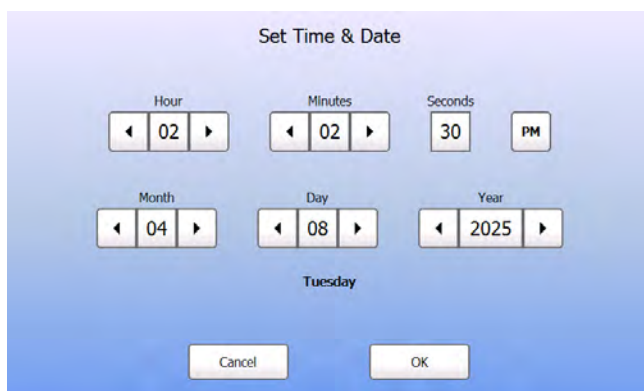 Set Time & Date
Hour Minutes Seconds
02 02 30 PM
Month Day Year
04 08 2025
Tuesday
Cancel OK